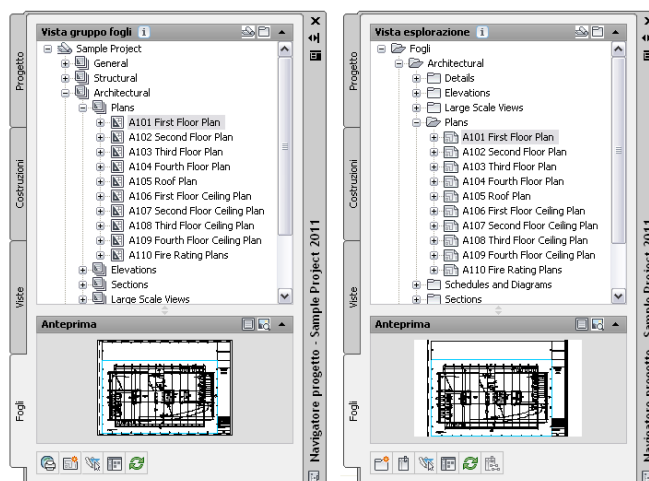 Vista gruppo fogli
Sample Project
General
Structural
Architectural
Plans
A101 First Floor Plan
A102 Second Floor Plan
A103 Third Floor Plan
A104 Fourth Floor Plan
A105 Roof Plan
A106 First Floor Ceiling Plan
A107 Second Floor Ceiling Plan
A108 Third Floor Ceiling Plan
A109 Fourth Floor Ceiling Plan
A110 Fire Rating Plans
Elevations
Sections
Large Scale Views
Anteprima
Progetto
Costruzioni
Viste
Fogli
Navigatore progetto - Sample Project 2011
Vista esplorazione
Fogli
Architectural
Details
Elevations
Large Scale Views
Plans
A101 First Floor Plan
A102 Second Floor Plan
A103 Third Floor Plan
A104 Fourth Floor Plan
A105 Roof Plan
A106 First Floor Ceiling Plan
A107 Second Floor Ceiling Plan
A108 Third Floor Ceiling Plan
A109 Fourth Floor Ceiling Plan
A110 Fire Rating Plans
Schedules and Diagrams
Sections
Anteprima
Progetto
Costruzioni
Viste
Fogli
Navigatore progetto - Sample Project 2011